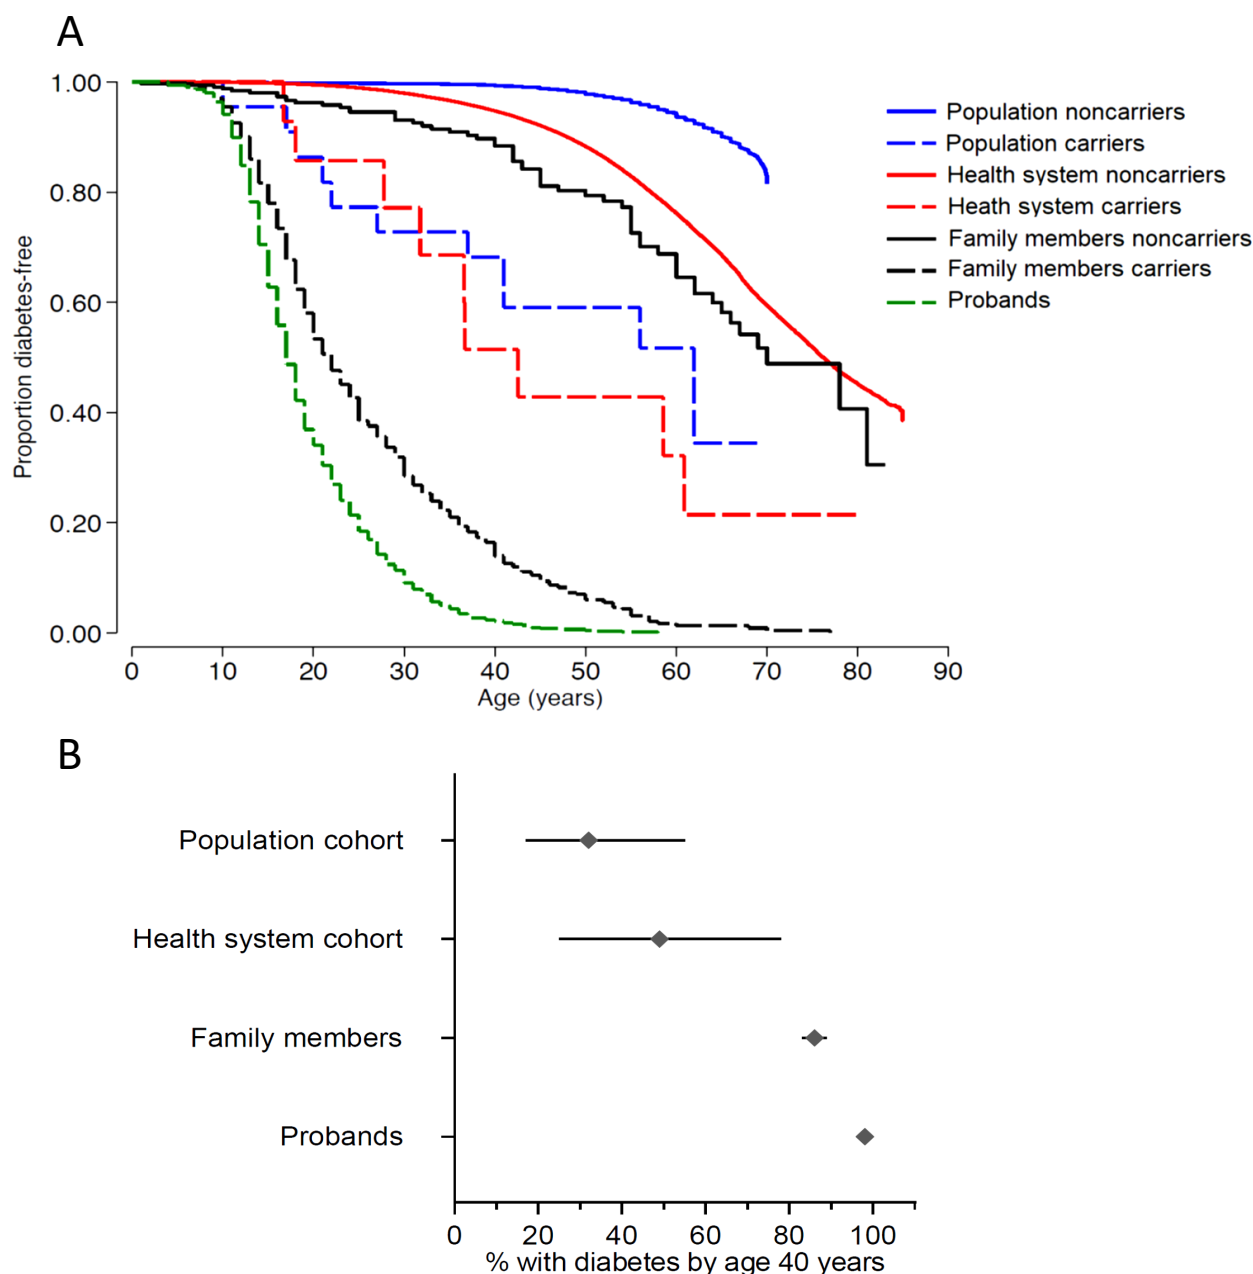 A
1.00
0.80
0.60
0.40
0.20
0.00
Proportion diabetes-free
0 10 20 30 40 50 60 70 80 90
Age (years)
Population noncarriers
Population carriers
Health system noncarriers
Heath system carriers
Family members noncarriers
Family members carriers
Probands
B
Population cohort
Health system cohort
Family members
Probands
0 20 40 60 80 100
% with diabetes by age 40 years